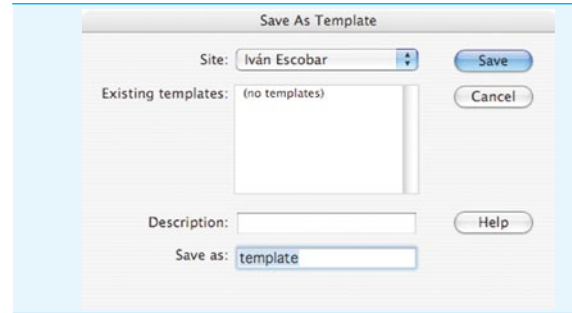 Save As Template
Site: Iván Escobar Save
Existing templates: (no templates) Cancel
Description: Help
Save as: template